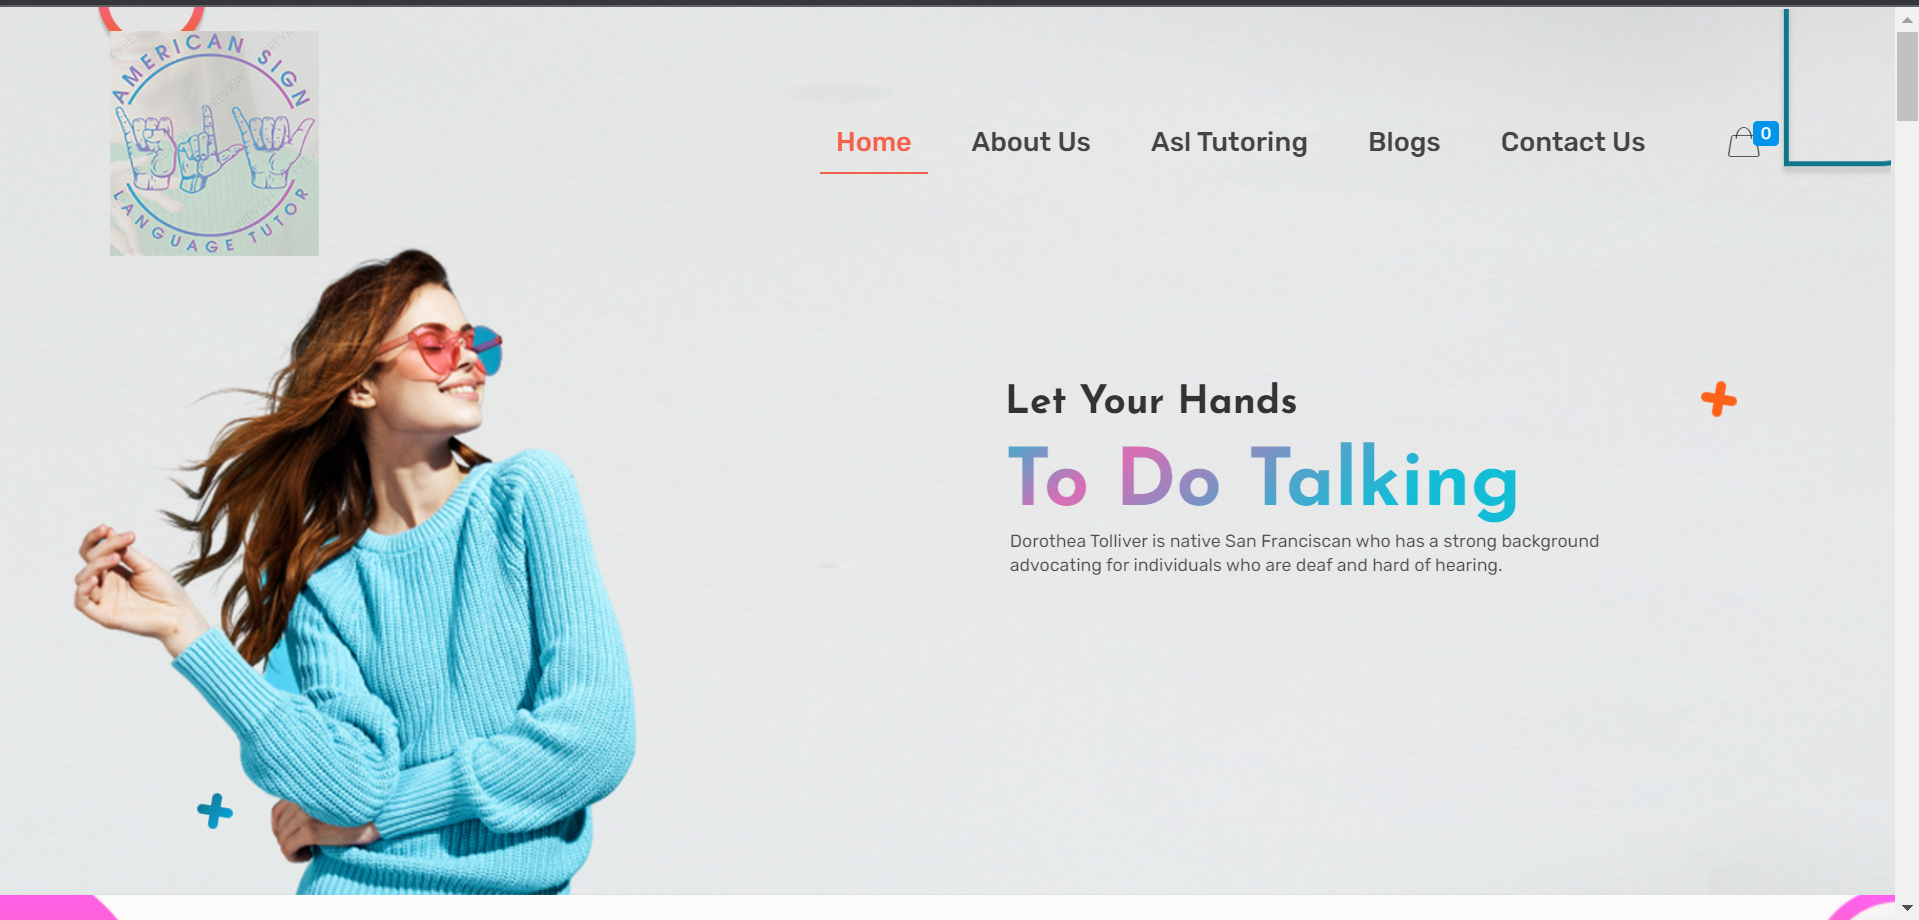 AMERICAN SIGN
LANGUAGE TUTOR
Home
About Us
Asl Tutoring
Blogs
Contact Us
0
Let Your Hands
To Do Talking
Dorothea Tolliver is native San Franciscan who has a strong background
advocating for individuals who are deaf and hard of hearing.